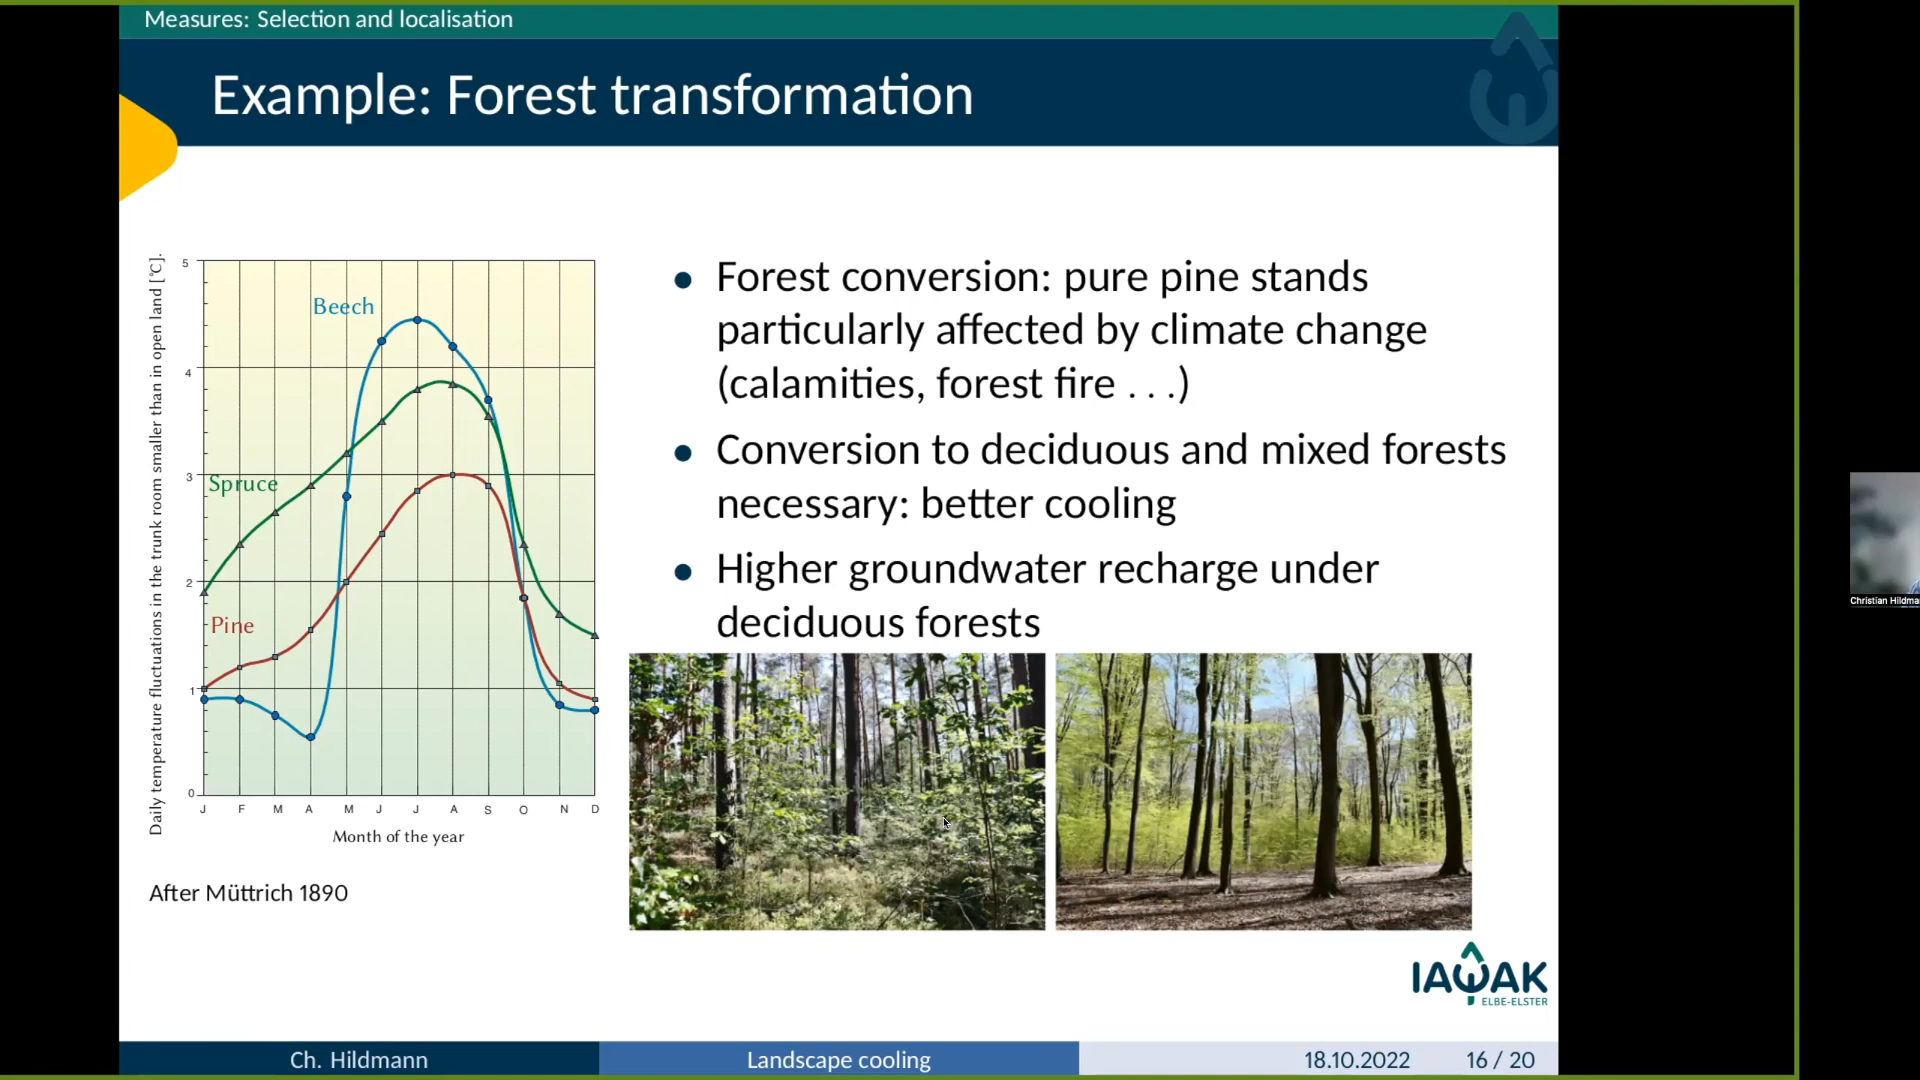 Measures: Selection and localisation
Example: Forest transformation
Daily temperature fluctuations in the trunk room smaller than in open land [°C].
5
4
3
2
1
0
Beech
Spruce
Pine
J F M A M J J A S O N D
Month of the year
After Müttrich 1890
Forest conversion: pure pine stands
particularly affected by climate change
(calamities, forest fire . . .)
Conversion to deciduous and mixed forests
necessary: better cooling
Higher groundwater recharge under
deciduous forests
IAWAK
ELBE-ELSTER
Christian Hildma
Ch. Hildmann
Landscape cooling
18.10.2022
16 / 20